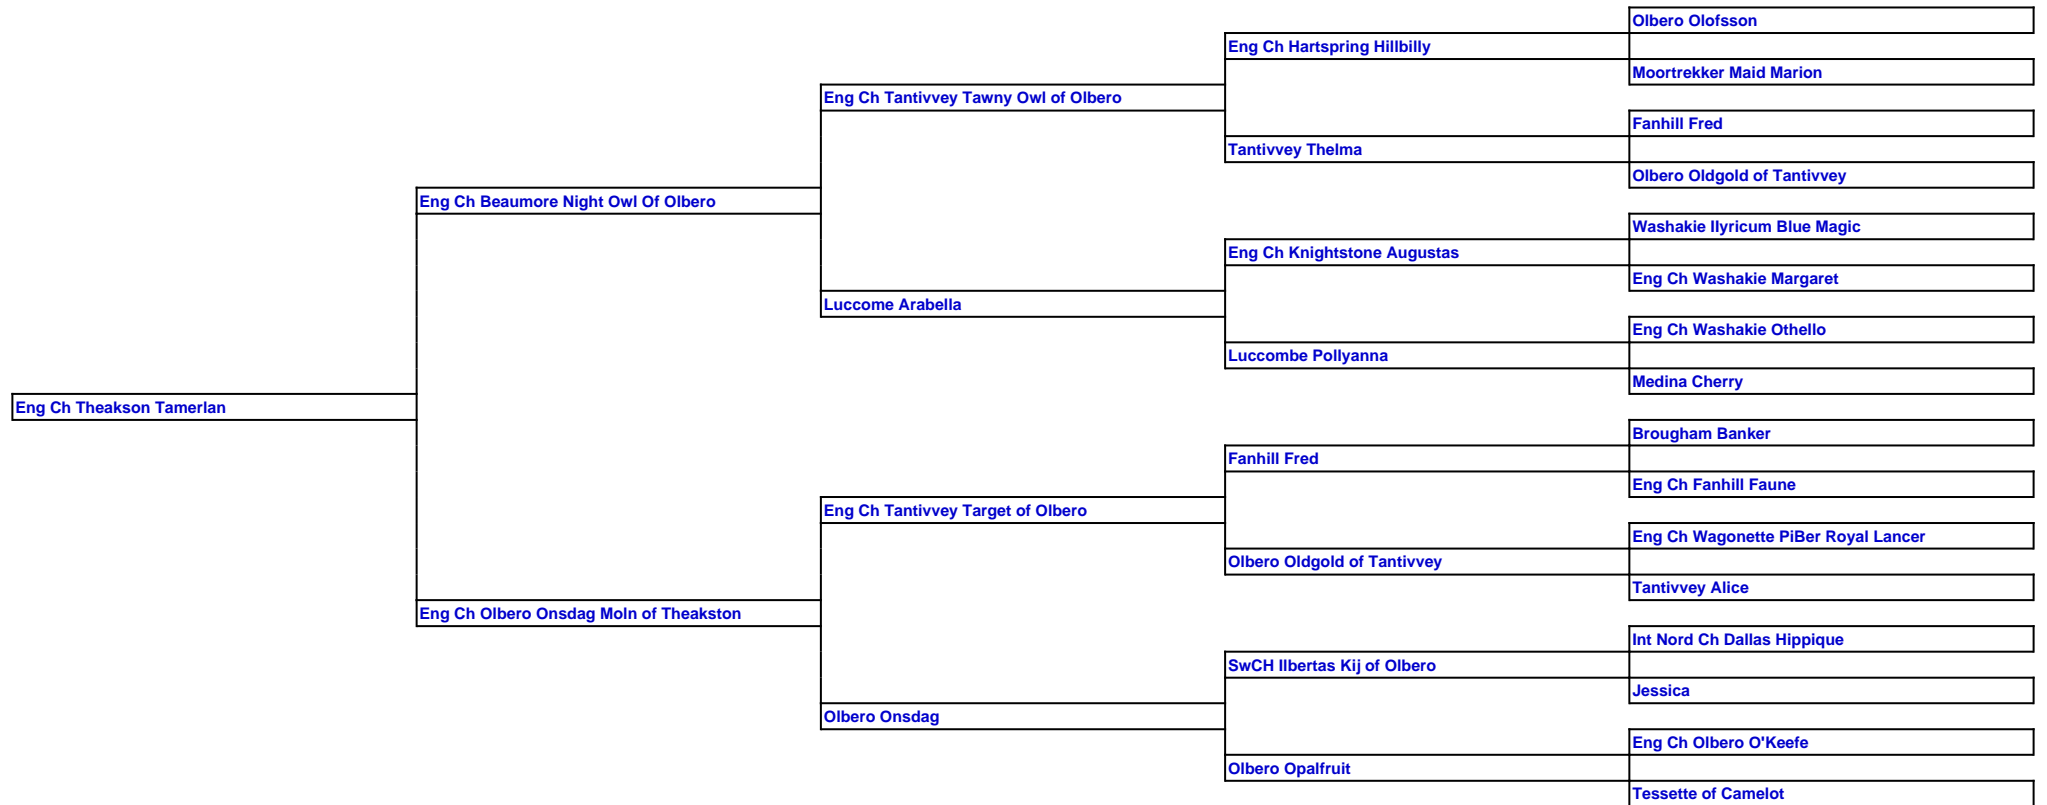 Olbero Olofsson
Eng Ch Hartspring Hillbilly
Moortrekker Maid Marion
Eng Ch Tantivvey Tawny Owl of Olbero
Fanhill Fred
Tantivvey Thelma
Olbero Oldgold of Tantivvey
Eng Ch Beaumore Night Owl Of Olbero
Washakie Ilyricum Blue Magic
Eng Ch Knightstone Augustas
Eng Ch Washakie Margaret
Luccome Arabella
Eng Ch Washakie Othello
Luccombe Pollyanna
Medina Cherry
Eng Ch Theakson Tamerlan
Brougham Banker
Fanhill Fred
Eng Ch Fanhill Faune
Eng Ch Tantivvey Target of Olbero
Eng Ch Wagonette PiBer Royal Lancer
Olbero Oldgold of Tantivvey
Tantivvey Alice
Eng Ch Olbero Onsdag Moln of Theakston
Int Nord Ch Dallas Hippique
SwCH Ilbertas Kij of Olbero
Jessica
Olbero Onsdag
Eng Ch Olbero O'Keefe
Olbero Opalfruit
Tessette of Camelot